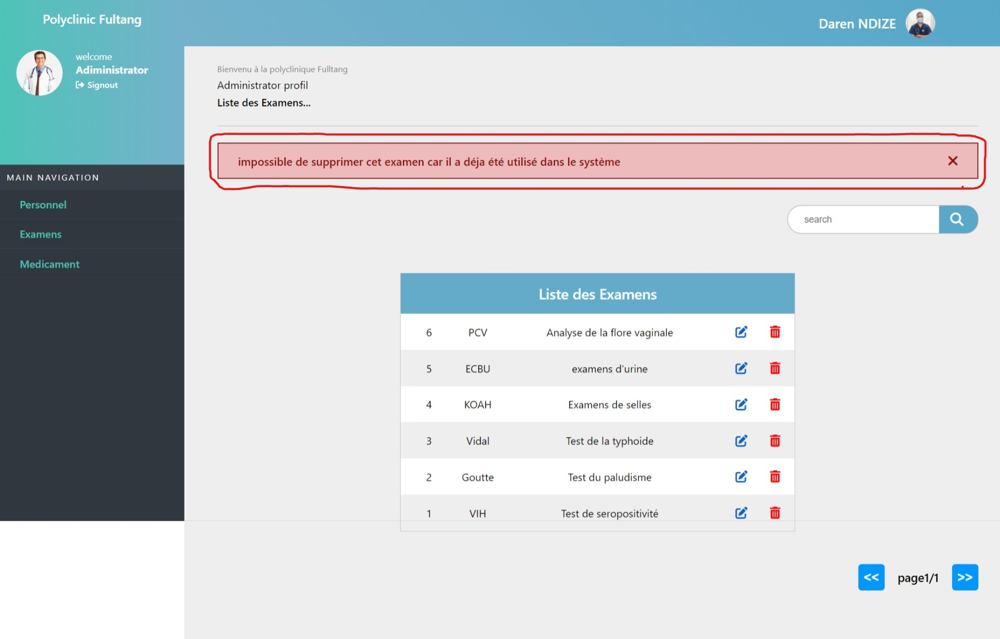 Polyclinic Fultang
Daren NDIZE
welcome
Adiministrator
Signout
Bienvenu à la polyclinique Fulltang
Administrator profil
Liste des Examens...
impossible de supprimer cet examen car il a déja été utilisé dans le système
MAIN NAVIGATION
Personnel
Examens
Medicament
search
Liste des Examens
6 PCV Analyse de la flore vaginale
5 ECBU examens d'urine
4 KOAH Examens de selles
3 Vidal Test de la typhoide
2 Goutte Test du paludisme
1 VIH Test de seropositivité
<< page1/1 >>